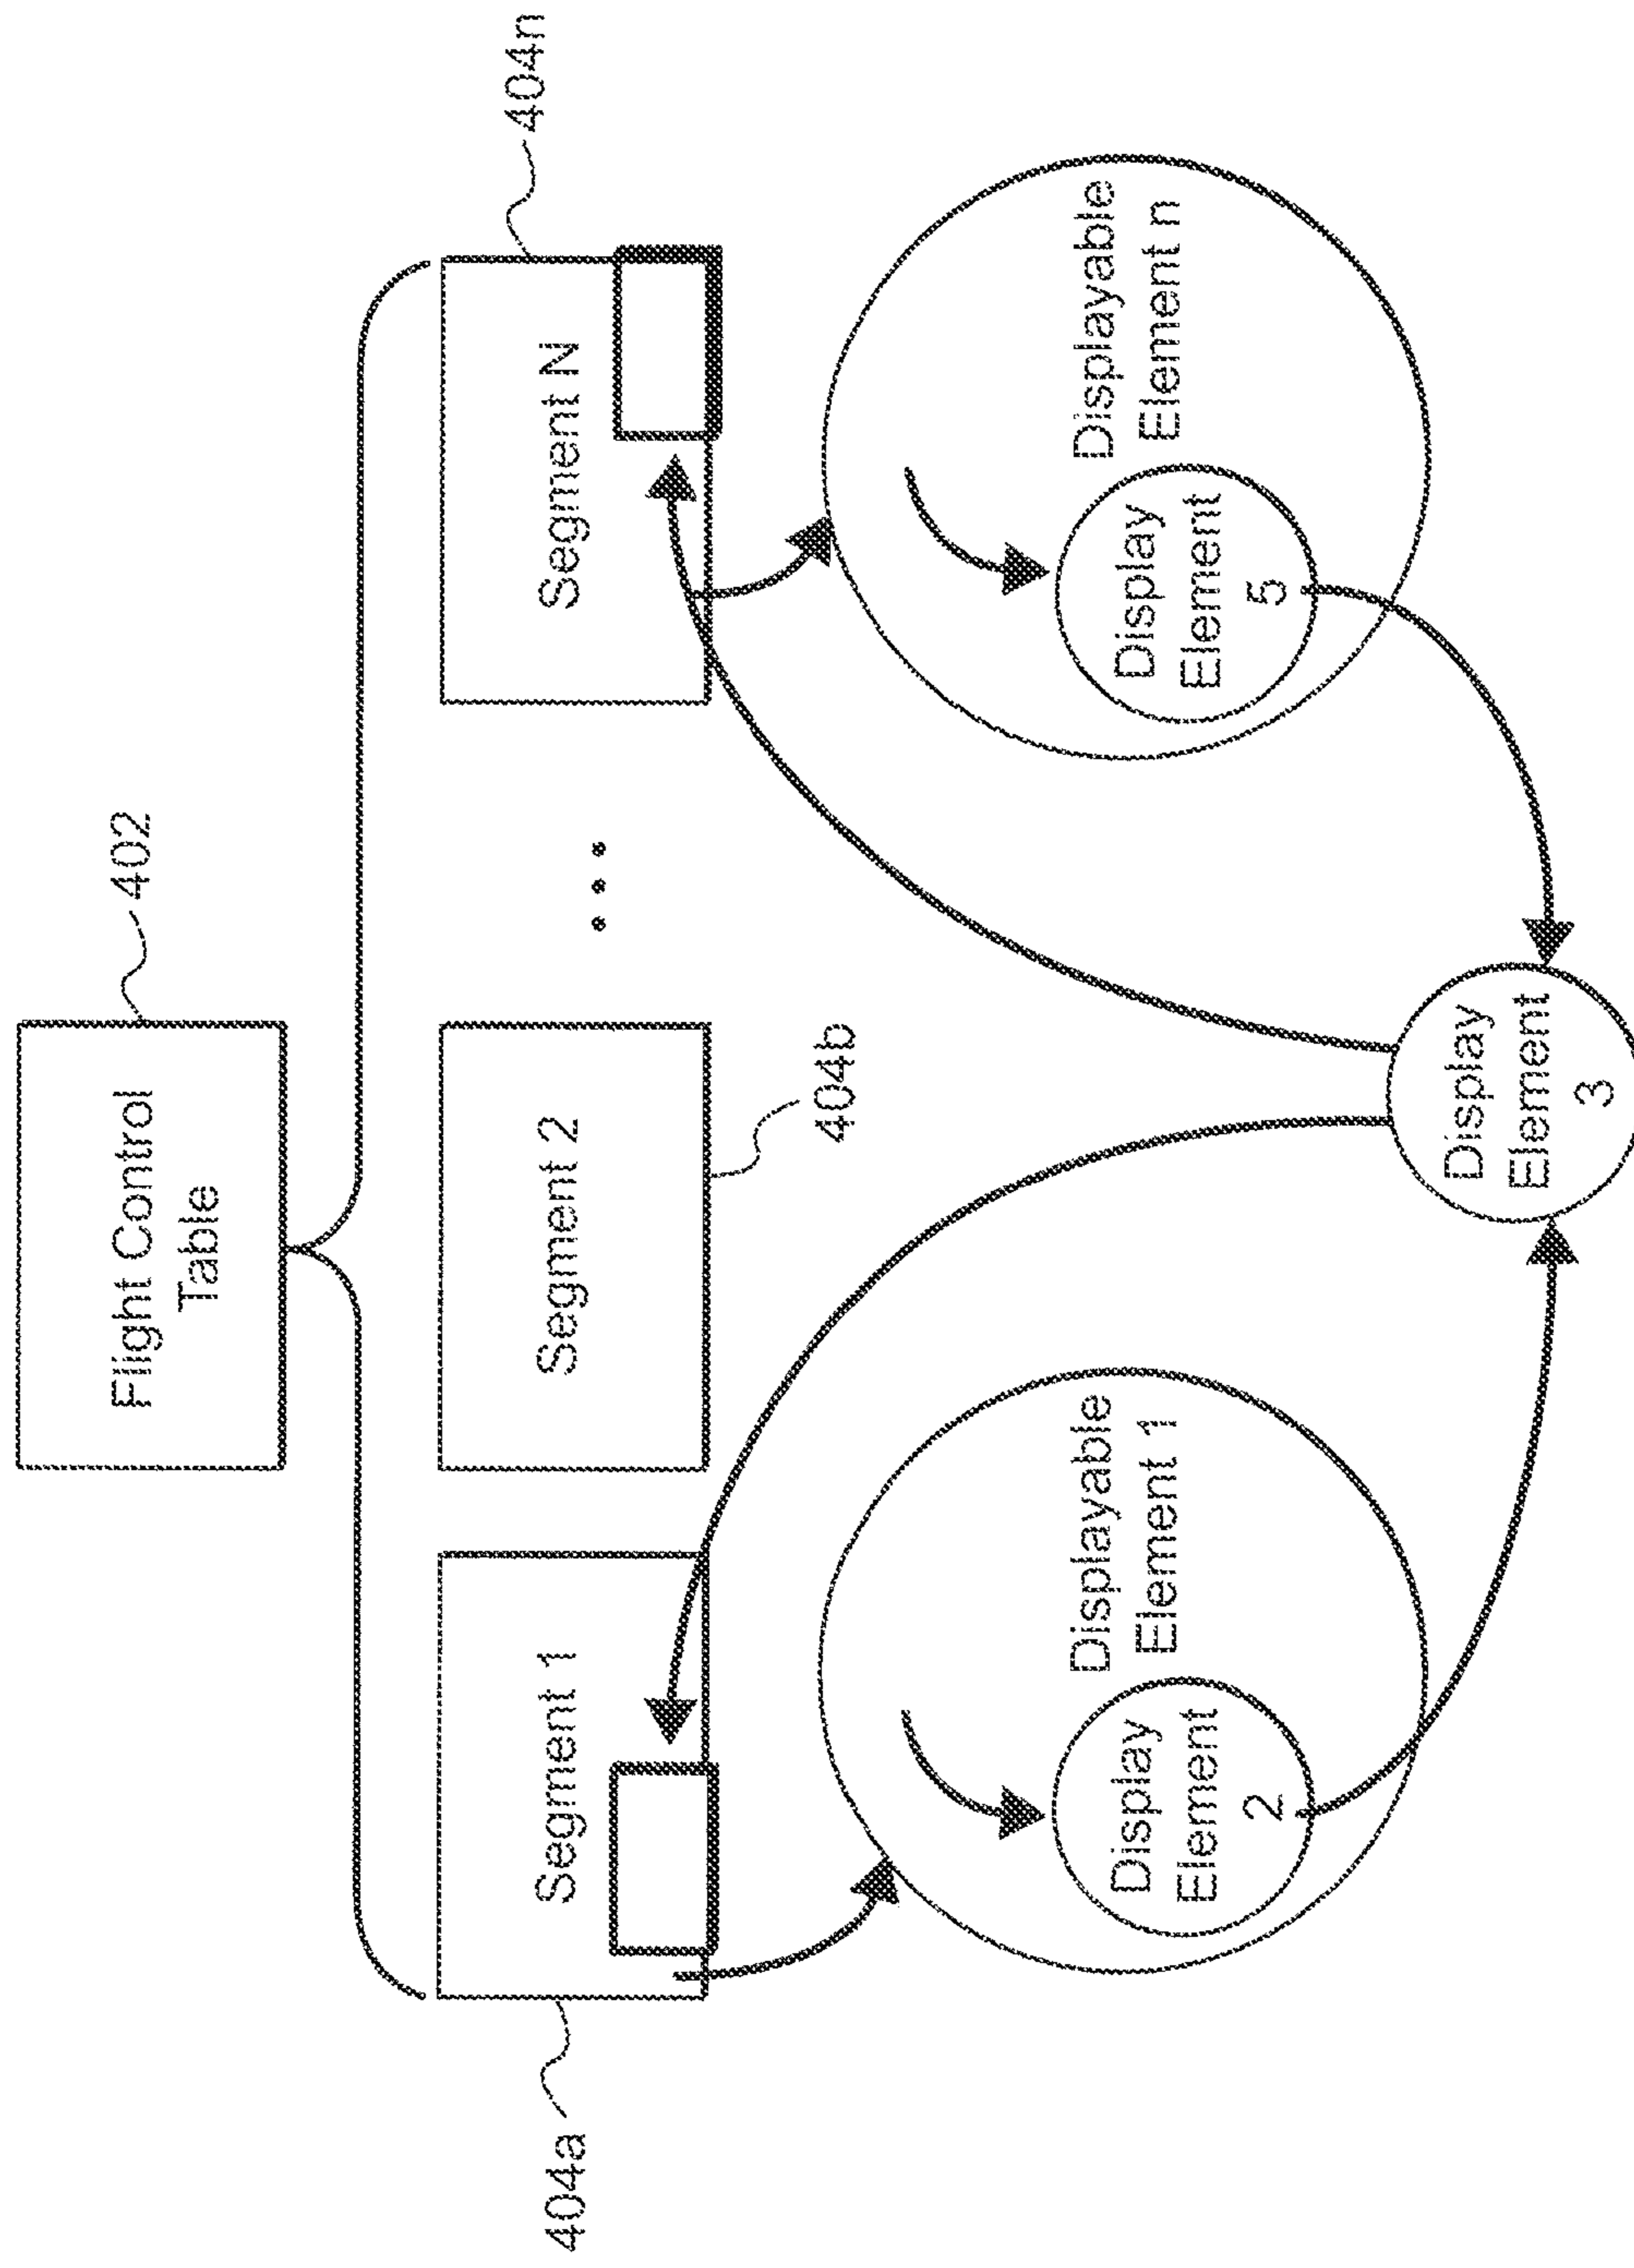 Flight Control
Table
402
404a
Segment 1
Segment 2
404b
...
Segment N
404n
Displayable
Element 1
Display
Element
2
Displayable
Element n
Display
Element
5
Display
Element
3